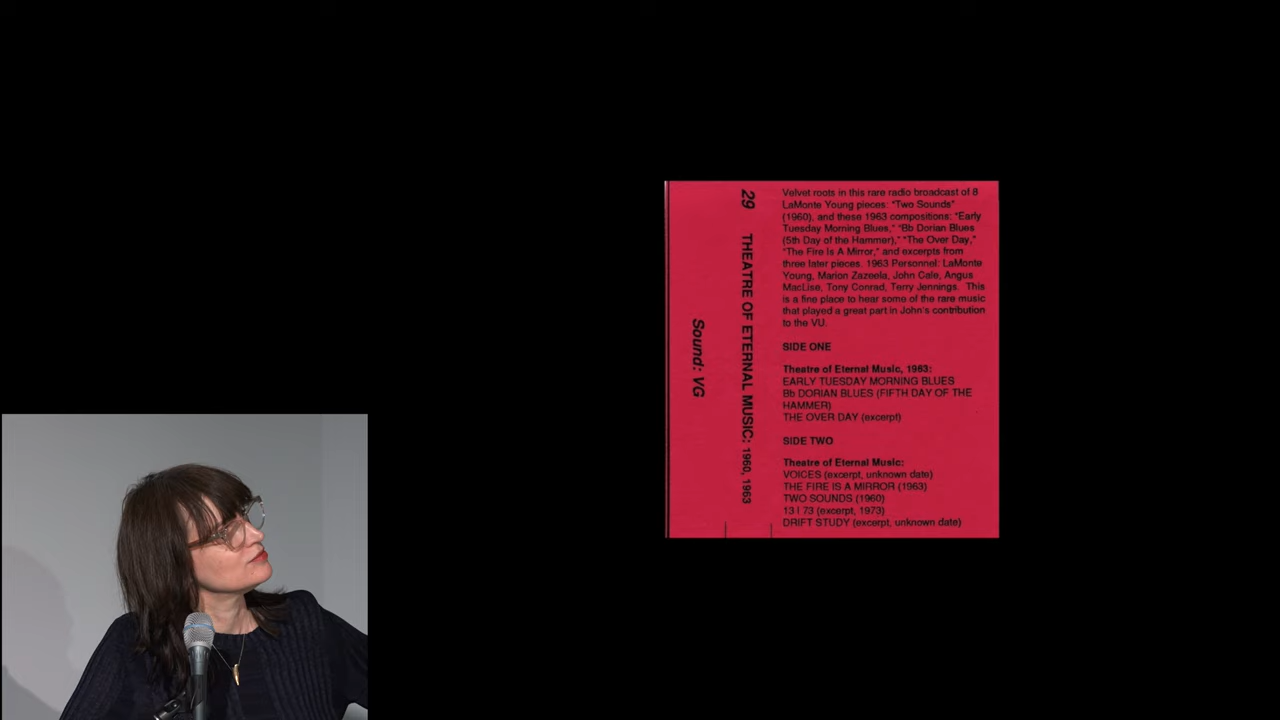 Sound: VG
29 THEATRE OF ETERNAL MUSIC: 1960, 1963
Velvet roots in this rare radio broadcast of 8
LaMonte Young pieces: "Two Sounds"
(1960), and these 1963 compositions: "Early
Tuesday Morning Blues," "Bb Dorian Blues
(5th Day of the Hammer)," "The Over Day,"
"The Fire Is A Mirror," and excerpts from
three later pieces. 1963 Personnel: LaMonte
Young, Marion Zazeela, John Cale, Angus
MacLise, Tony Conrad, Terry Jennings. This
is a fine place to hear some of the rare music
that played a great part in John's contribution
to the VU.
SIDE ONE
Theatre of Eternal Music, 1963:
EARLY TUESDAY MORNING BLUES
Bb DORIAN BLUES (FIFTH DAY OF THE
HAMMER)
THE OVER DAY (excerpt)
SIDE TWO
Theatre of Eternal Music:
VOICES (excerpt, unknown date)
THE FIRE IS A MIRROR (1963)
TWO SOUNDS (1960)
13 I 73 (excerpt, 1973)
DRIFT STUDY (excerpt, unknown date)